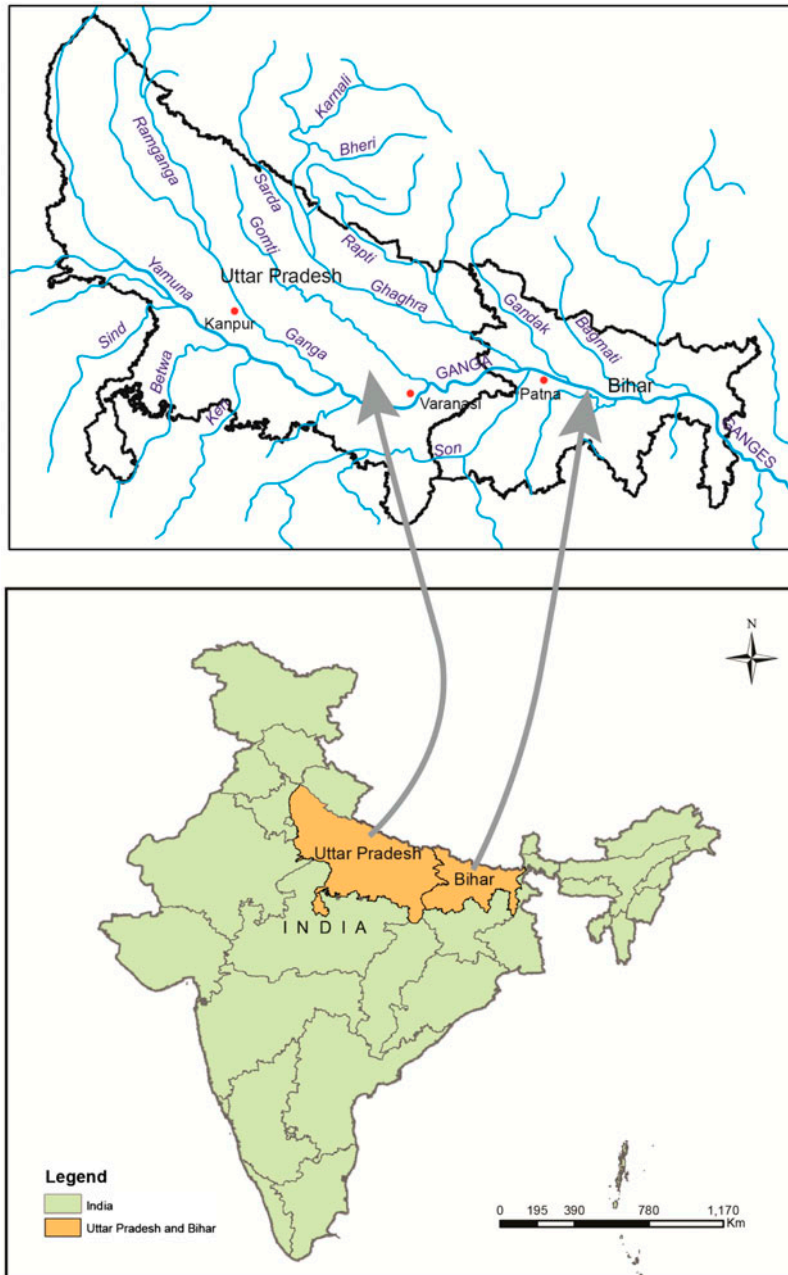 Karnali
Ramganga
Bheri
Sarda
Gomti
Rapti
Yamuna
Uttar Pradesh
Ghaghra
Gandak
Bagmati
Sind
Kanpur
Ganga
Betwa
Ken
GANGA
Varanasi
Patna
Bihar
Son
GANGES
N
Uttar Pradesh
Bihar
INDIA
Legend
India
Uttar Pradesh and Bihar
0 195 390 780 1,170
Km